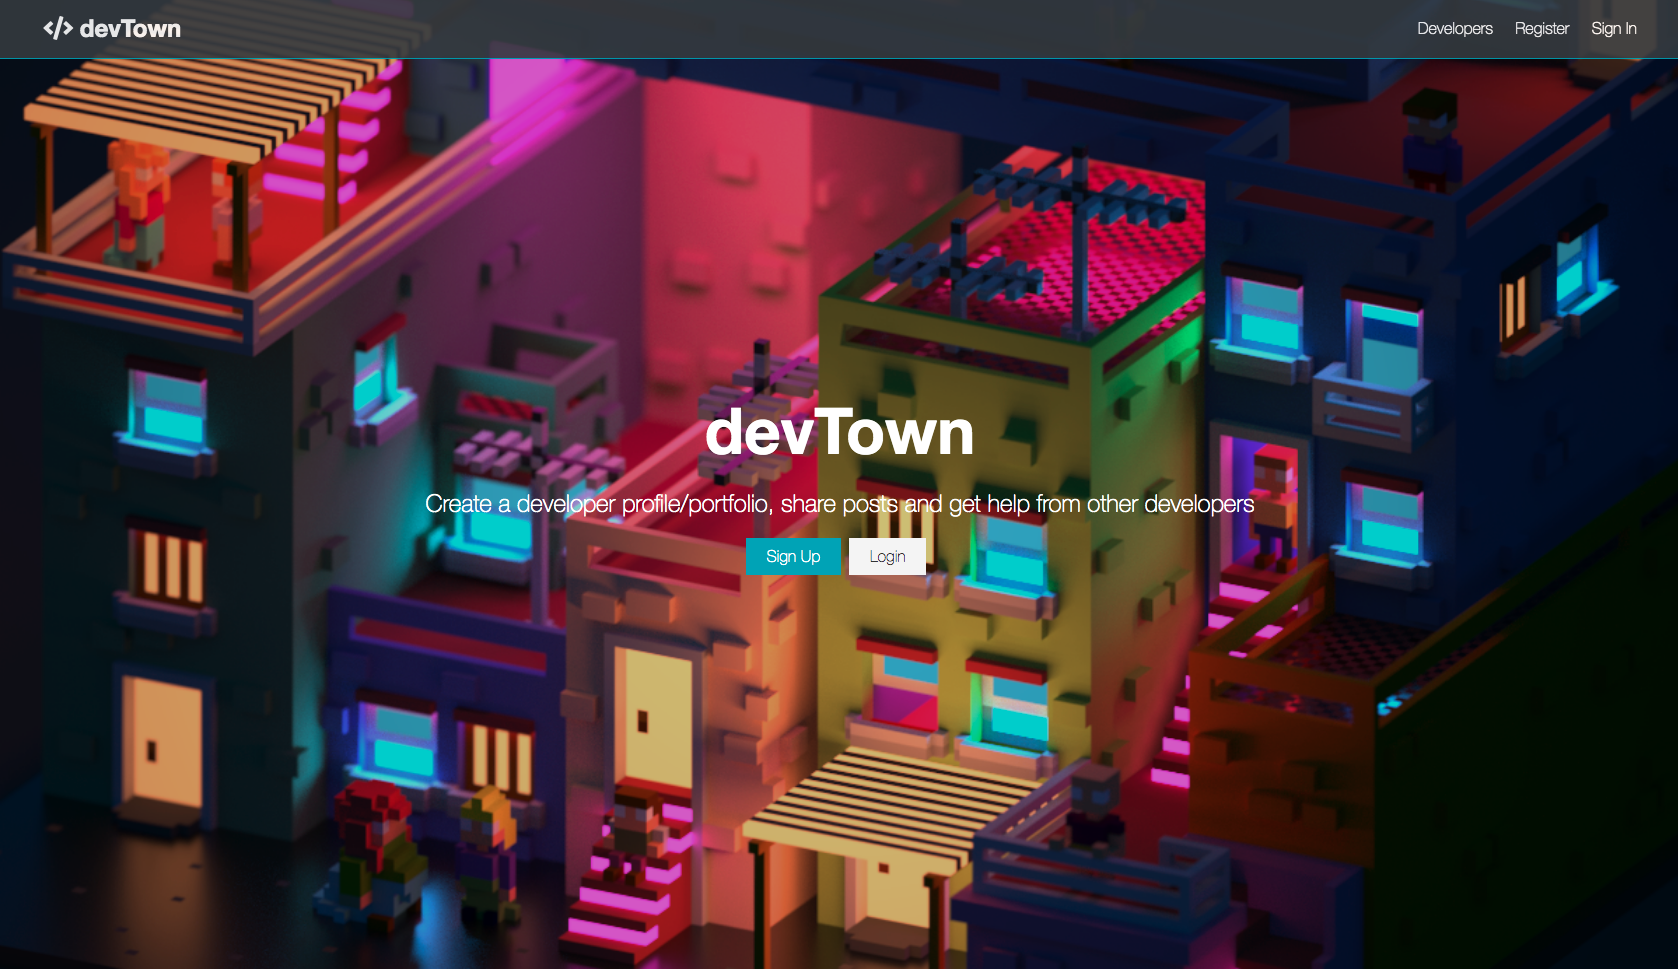 </> devTown
Developers Register Sign In
devTown
Create a developer profile/portfolio, share posts and get help from other developers
Sign Up Login